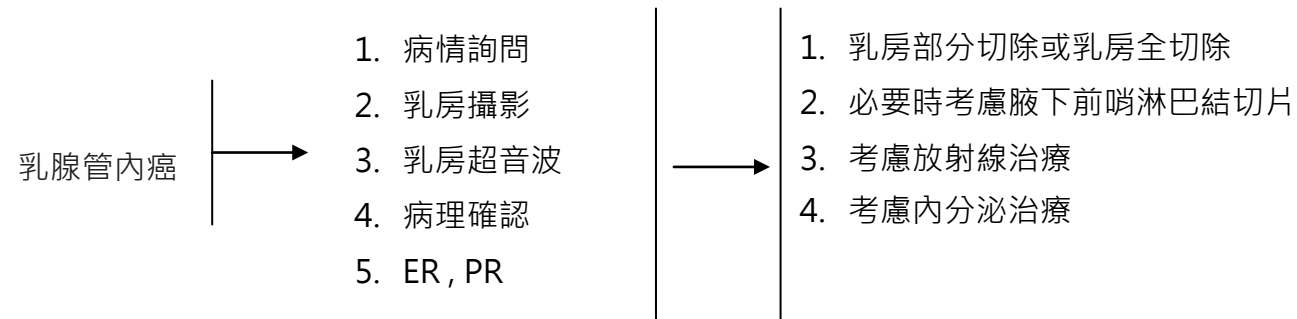 乳腺管內癌
1. 病情詢問
2. 乳房攝影
3. 乳房超音波
4. 病理確認
5. ER , PR
1. 乳房部分切除或乳房全切除
2. 必要時考慮腋下前哨淋巴結切片
3. 考慮放射線治療
4. 考慮內分泌治療